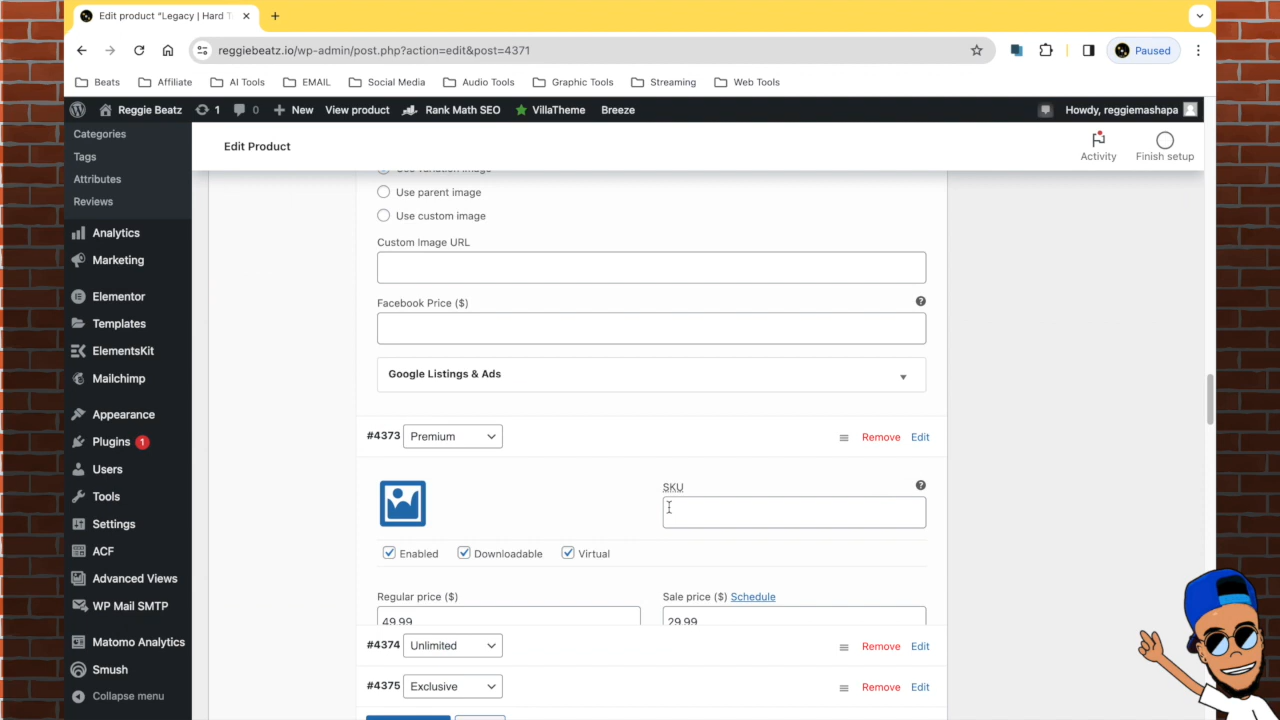 Edit product “Legacy | Hard T
reggiebeatz.io/wp-admin/post.php?action=edit&post=4371
Paused
Beats Affiliate AI Tools EMAIL Social Media Audio Tools Graphic Tools Streaming Web Tools
Reggie Beatz 1 0 New View product Rank Math SEO VillaTheme Breeze Howdy, reggiemashapa
Categories
Tags
Attributes
Reviews
Analytics
Marketing
Elementor
Templates
ElementsKit
Mailchimp
Appearance
Plugins 1
Users
Tools
Settings
ACF
Advanced Views
WP Mail SMTP
Matomo Analytics
Smush
Collapse menu
Edit Product
Activity
Finish setup
Use variation image
Use parent image
Use custom image
Custom Image URL
Facebook Price ($)
Google Listings & Ads
#4373 Premium Remove Edit
SKU
Enabled Downloadable Virtual
Regular price ($) Sale price ($) Schedule
49.99 29.99
#4374 Unlimited Remove Edit
#4375 Exclusive Remove Edit